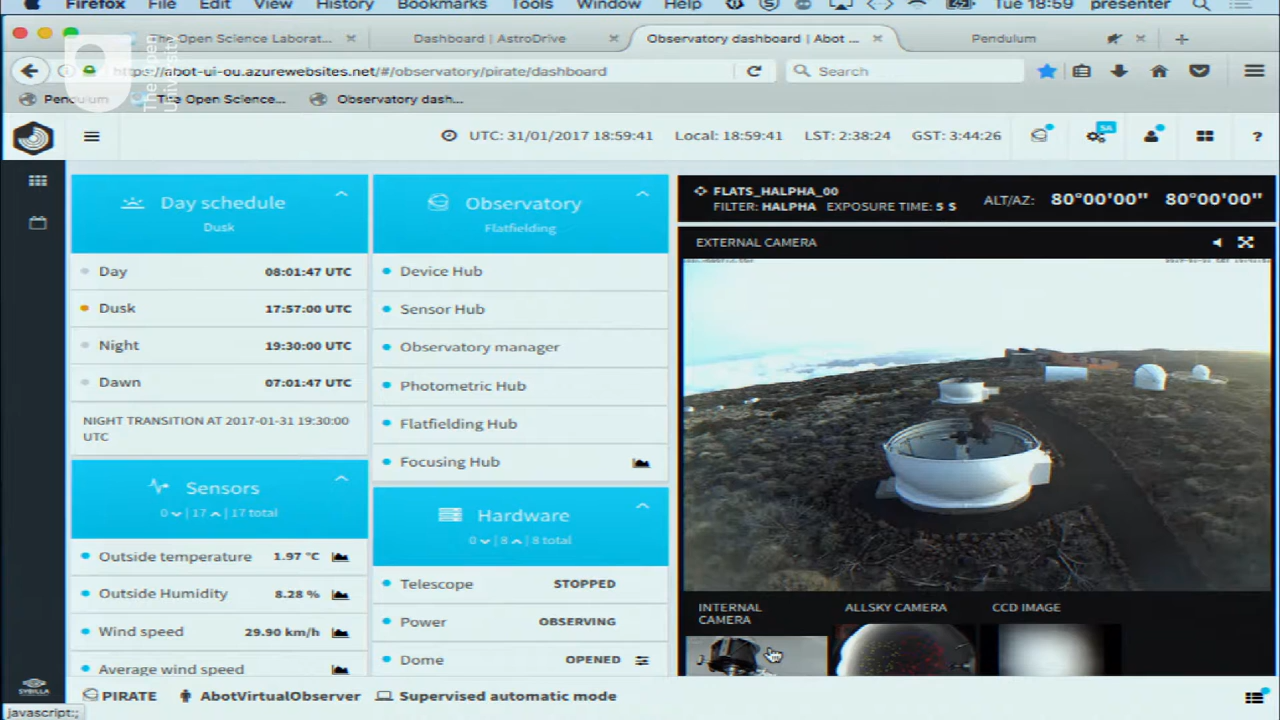 Firefox File Edit View History Bookmarks Tools Window Help Tue 18:59 presenter
The Open Science Laborat... Dashboard | AstroDrive Observatory dashboard | Abot ... Pendulum
https://abot-ui-ou.azurewebsites.net/#/observatory/pirate/dashboard Search
Pendulum The Open Science... Observatory dash...
The Open University
UTC: 31/01/2017 18:59:41 Local: 18:59:41 LST: 2:38:24 GST: 3:44:26 SA ?
Day schedule
Dusk
Day 08:01:47 UTC
Dusk 17:57:00 UTC
Night 19:30:00 UTC
Dawn 07:01:47 UTC
NIGHT TRANSITION AT 2017-01-31 19:30:00
UTC
Sensors
0 | 17 | 17 total
Outside temperature 1.97 °C
Outside Humidity 8.28 %
Wind speed 29.90 km/h
Average wind speed
Observatory
Flatfielding
Device Hub
Sensor Hub
Observatory manager
Photometric Hub
Flatfielding Hub
Focusing Hub
Hardware
0 | 8 | 8 total
Telescope STOPPED
Power OBSERVING
Dome OPENED
FLATS_HALPHA_00
FILTER: HALPHA EXPOSURE TIME: 5 S ALT/AZ: 80°00'00" 80°00'00"
EXTERNAL CAMERA
INTERNAL CAMERA
ALLSKY CAMERA
CCD IMAGE
SYBILLA
PIRATE AbotVirtualObserver Supervised automatic mode
javascript:;